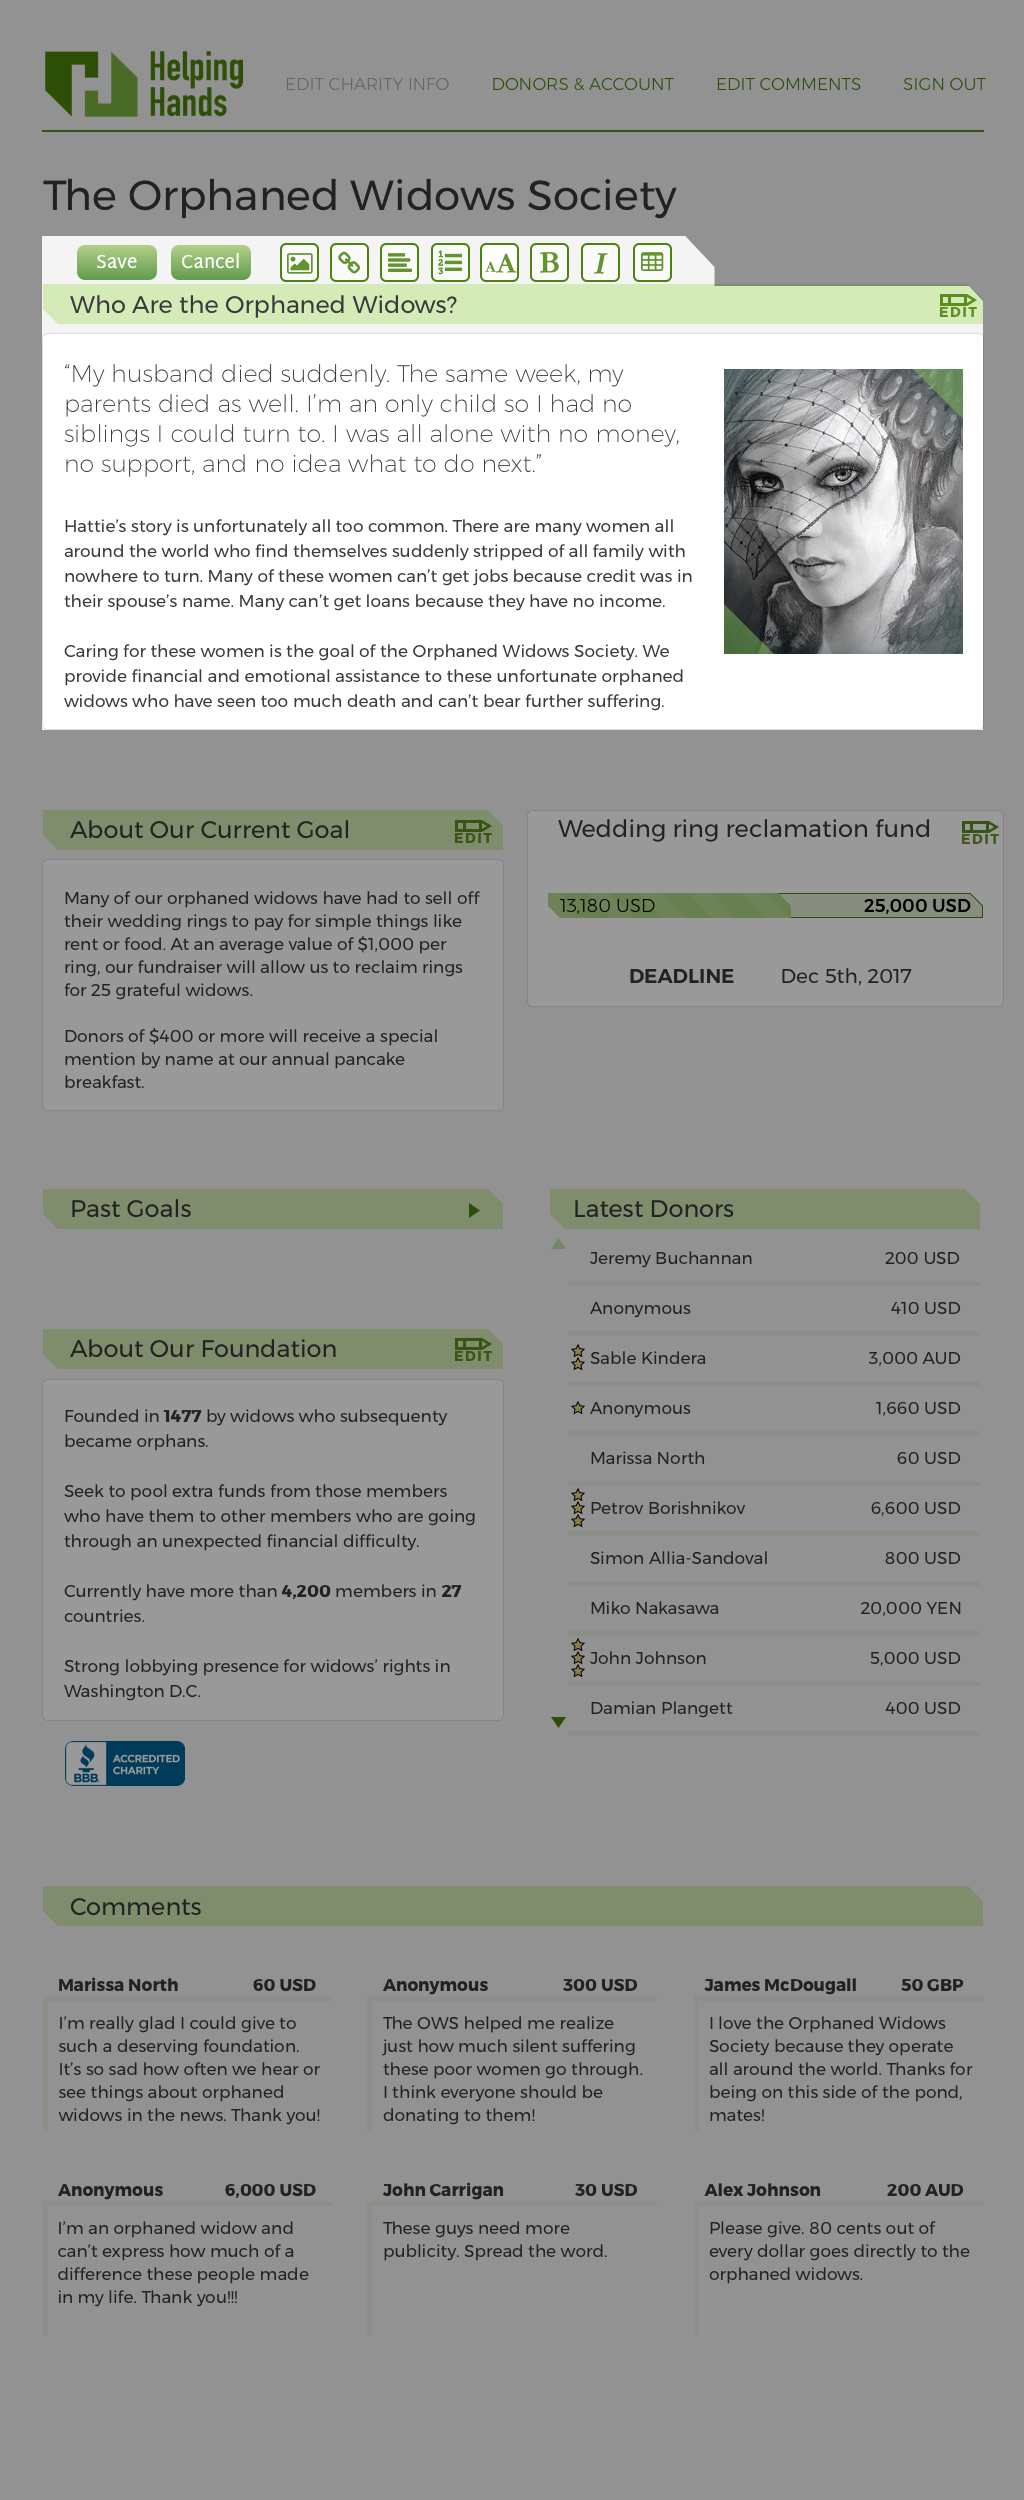 Helping
Hands
EDIT CHARITY INFO DONORS & ACCOUNT EDIT COMMENTS SIGN OUT
The Orphaned Widows Society
Save Cancel 1 2 3 AA B I
Who Are the Orphaned Widows? EDIT
“My husband died suddenly. The same week, my
parents died as well. I’m an only child so I had no
siblings I could turn to. I was all alone with no money,
no support, and no idea what to do next.”
Hattie’s story is unfortunately all too common. There are many women all
around the world who find themselves suddenly stripped of all family with
nowhere to turn. Many of these women can’t get jobs because credit was in
their spouse’s name. Many can’t get loans because they have no income.
Caring for these women is the goal of the Orphaned Widows Society. We
provide financial and emotional assistance to these unfortunate orphaned
widows who have seen too much death and can’t bear further suffering.
About Our Current Goal EDIT
Many of our orphaned widows have had to sell off
their wedding rings to pay for simple things like
rent or food. At an average value of $1,000 per
ring, our fundraiser will allow us to reclaim rings
for 25 grateful widows.
Donors of $400 or more will receive a special
mention by name at our annual pancake
breakfast.
Wedding ring reclamation fund EDIT
13,180 USD 25,000 USD
DEADLINE Dec 5th, 2017
Past Goals
About Our Foundation EDIT
Founded in 1477 by widows who subsequenty
became orphans.
Seek to pool extra funds from those members
who have them to other members who are going
through an unexpected financial difficulty.
Currently have more than 4,200 members in 27
countries.
Strong lobbying presence for widows’ rights in
Washington D.C.
BBB. ACCREDITED
CHARITY
Latest Donors
Jeremy Buchannan 200 USD
Anonymous 410 USD
Sable Kindera 3,000 AUD
Anonymous 1,660 USD
Marissa North 60 USD
Petrov Borishnikov 6,600 USD
Simon Allia-Sandoval 800 USD
Miko Nakasawa 20,000 YEN
John Johnson 5,000 USD
Damian Plangett 400 USD
Comments
Marissa North 60 USD
I’m really glad I could give to
such a deserving foundation.
It’s so sad how often we hear or
see things about orphaned
widows in the news. Thank you!
Anonymous 300 USD
The OWS helped me realize
just how much silent suffering
these poor women go through.
I think everyone should be
donating to them!
James McDougall 50 GBP
I love the Orphaned Widows
Society because they operate
all around the world. Thanks for
being on this side of the pond,
mates!
Anonymous 6,000 USD
I’m an orphaned widow and
can’t express how much of a
difference these people made
in my life. Thank you!!!
John Carrigan 30 USD
These guys need more
publicity. Spread the word.
Alex Johnson 200 AUD
Please give. 80 cents out of
every dollar goes directly to the
orphaned widows.